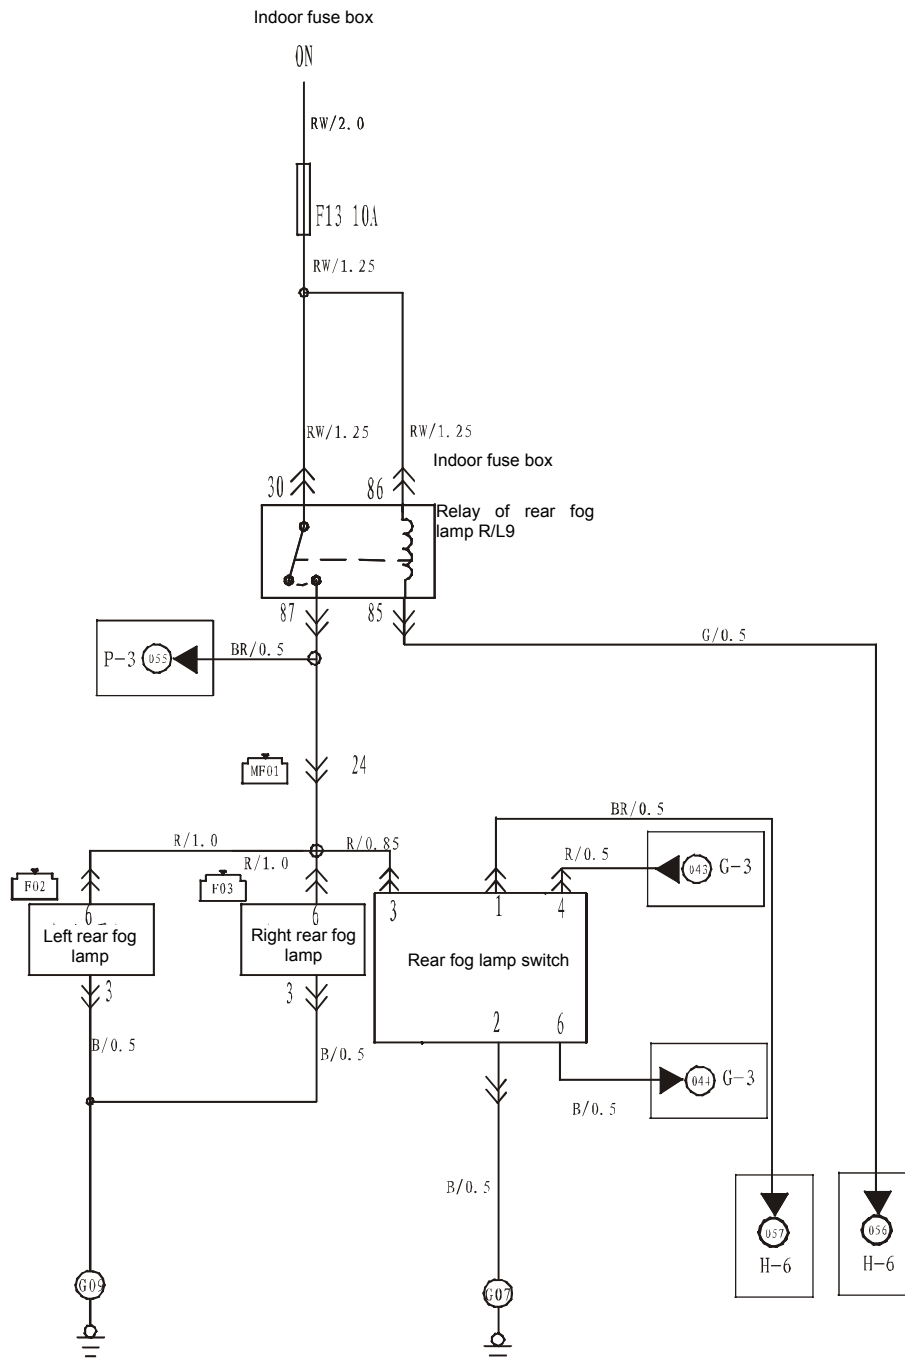 Indoor fuse box
ON
RW/2.0
F13 10A
RW/1.25
RW/1.25
RW/1.25
Indoor fuse box
30
86
Relay of rear fog
lamp R/L9
87
85
G/0.5
P-3
055
BR/0.5
MF01
24
BR/0.5
R/1.0
R/0.85
R/1.0
R/0.5
043
G-3
F02
F03
6
6
3
1
4
Left rear fog
lamp
Right rear fog
lamp
Rear fog lamp switch
3
3
2
6
B/0.5
B/0.5
044
G-3
B/0.5
B/0.5
057
056
H-6
H-6
G09
G07